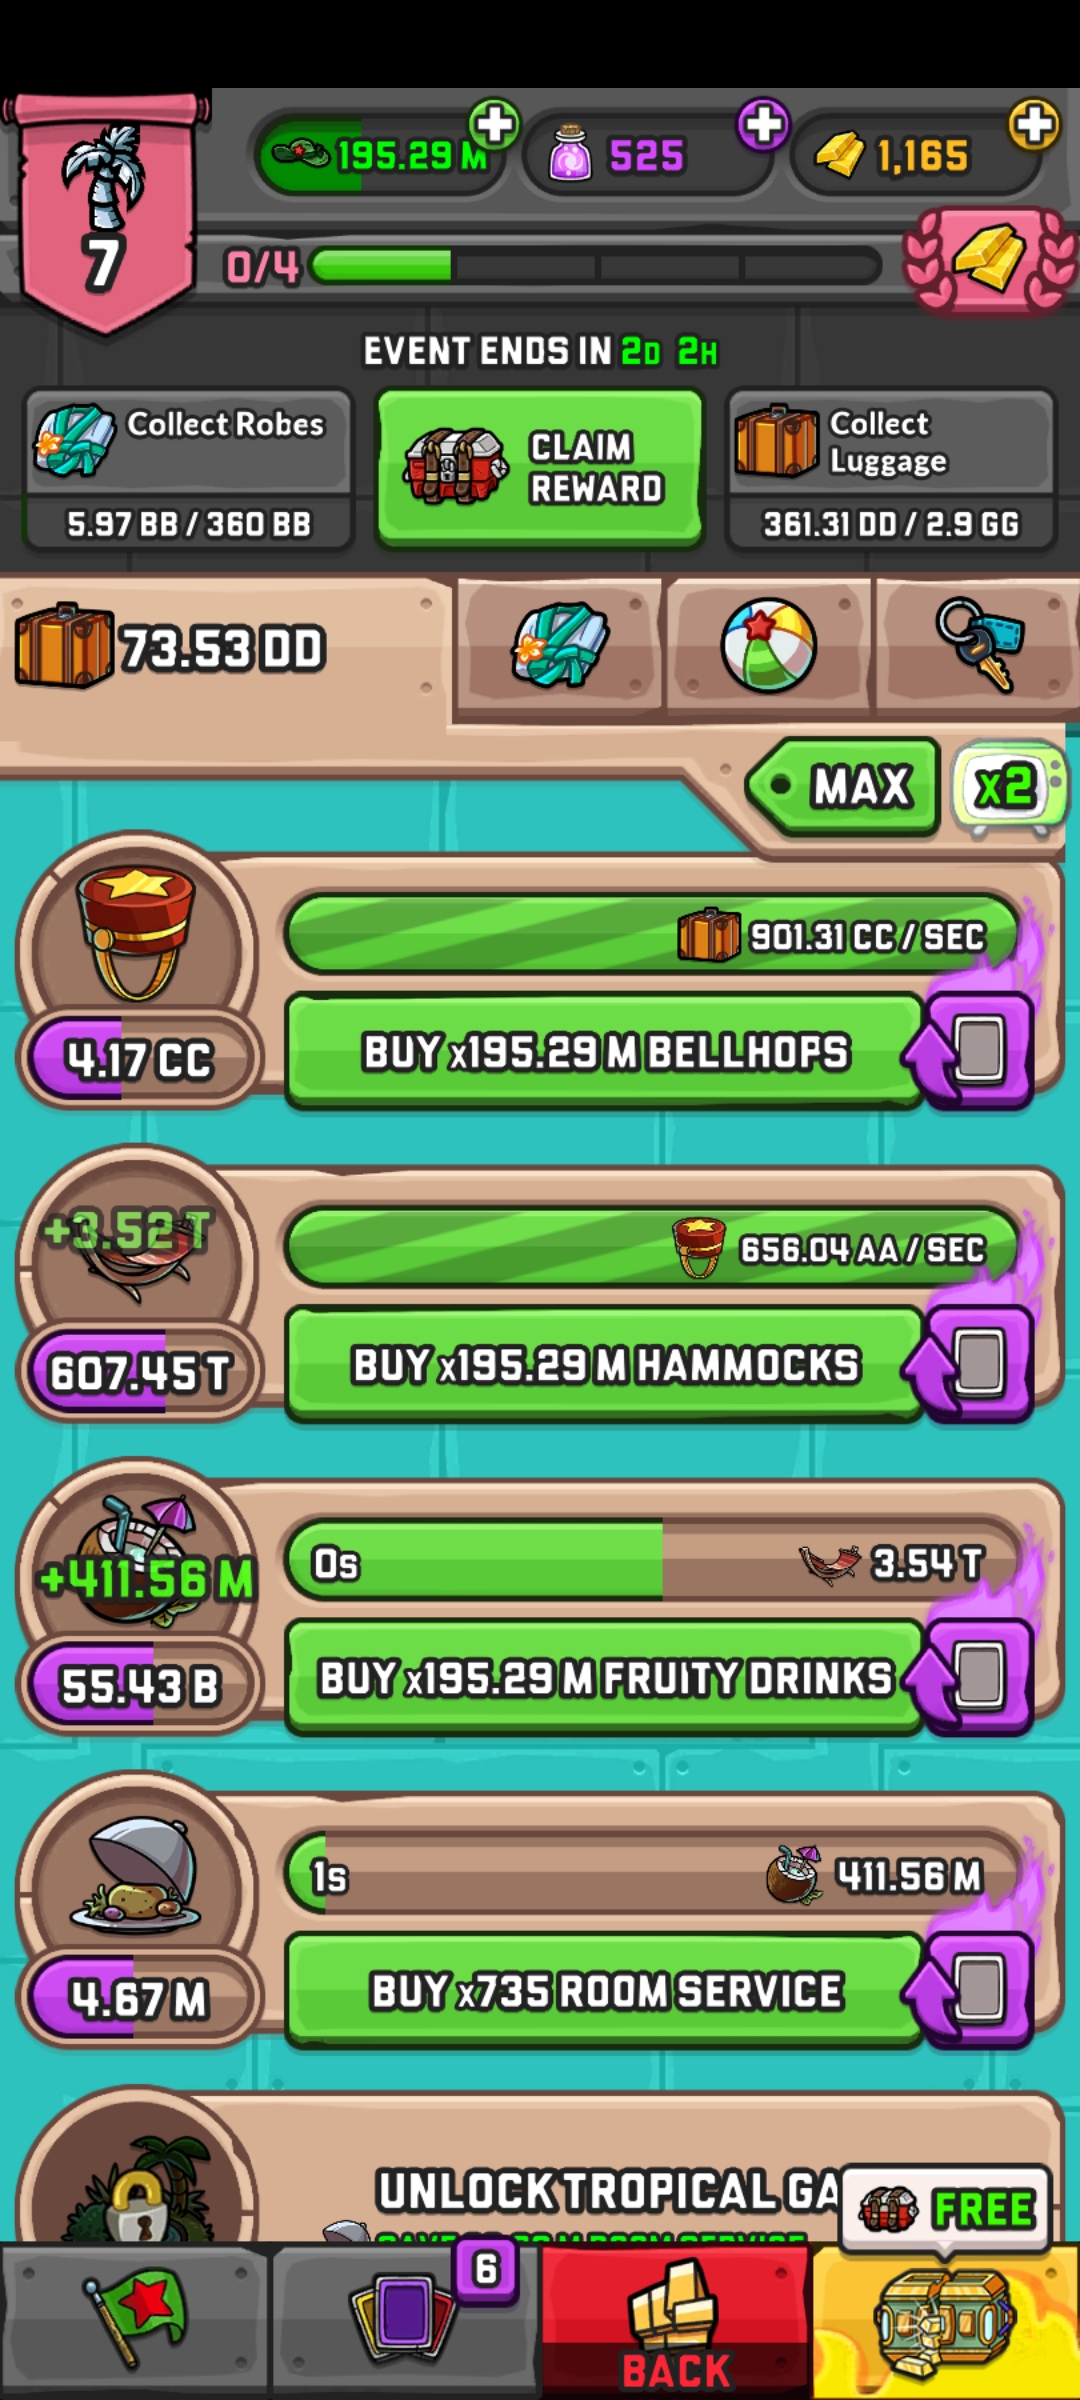 195.29 M
525
1,165
7
0/4
EVENT ENDS IN 2D 2H
Collect Robes
5.97 BB / 360 BB
CLAIM
REWARD
Collect
Luggage
361.31 DD / 2.9 GG
73.53 DD
MAX
x2
901.31 CC / SEC
4.17 CC
BUY x195.29 M BELLHOPS
+3.52 T
656.04 AA / SEC
607.45 T
BUY x195.29 M HAMMOCKS
+411.56 M
0s
3.54 T
55.43 B
BUY x195.29 M FRUITY DRINKS
1s
411.56 M
4.67 M
BUY x735 ROOM SERVICE
UNLOCK TROPICAL GA
FREE
6
BACK